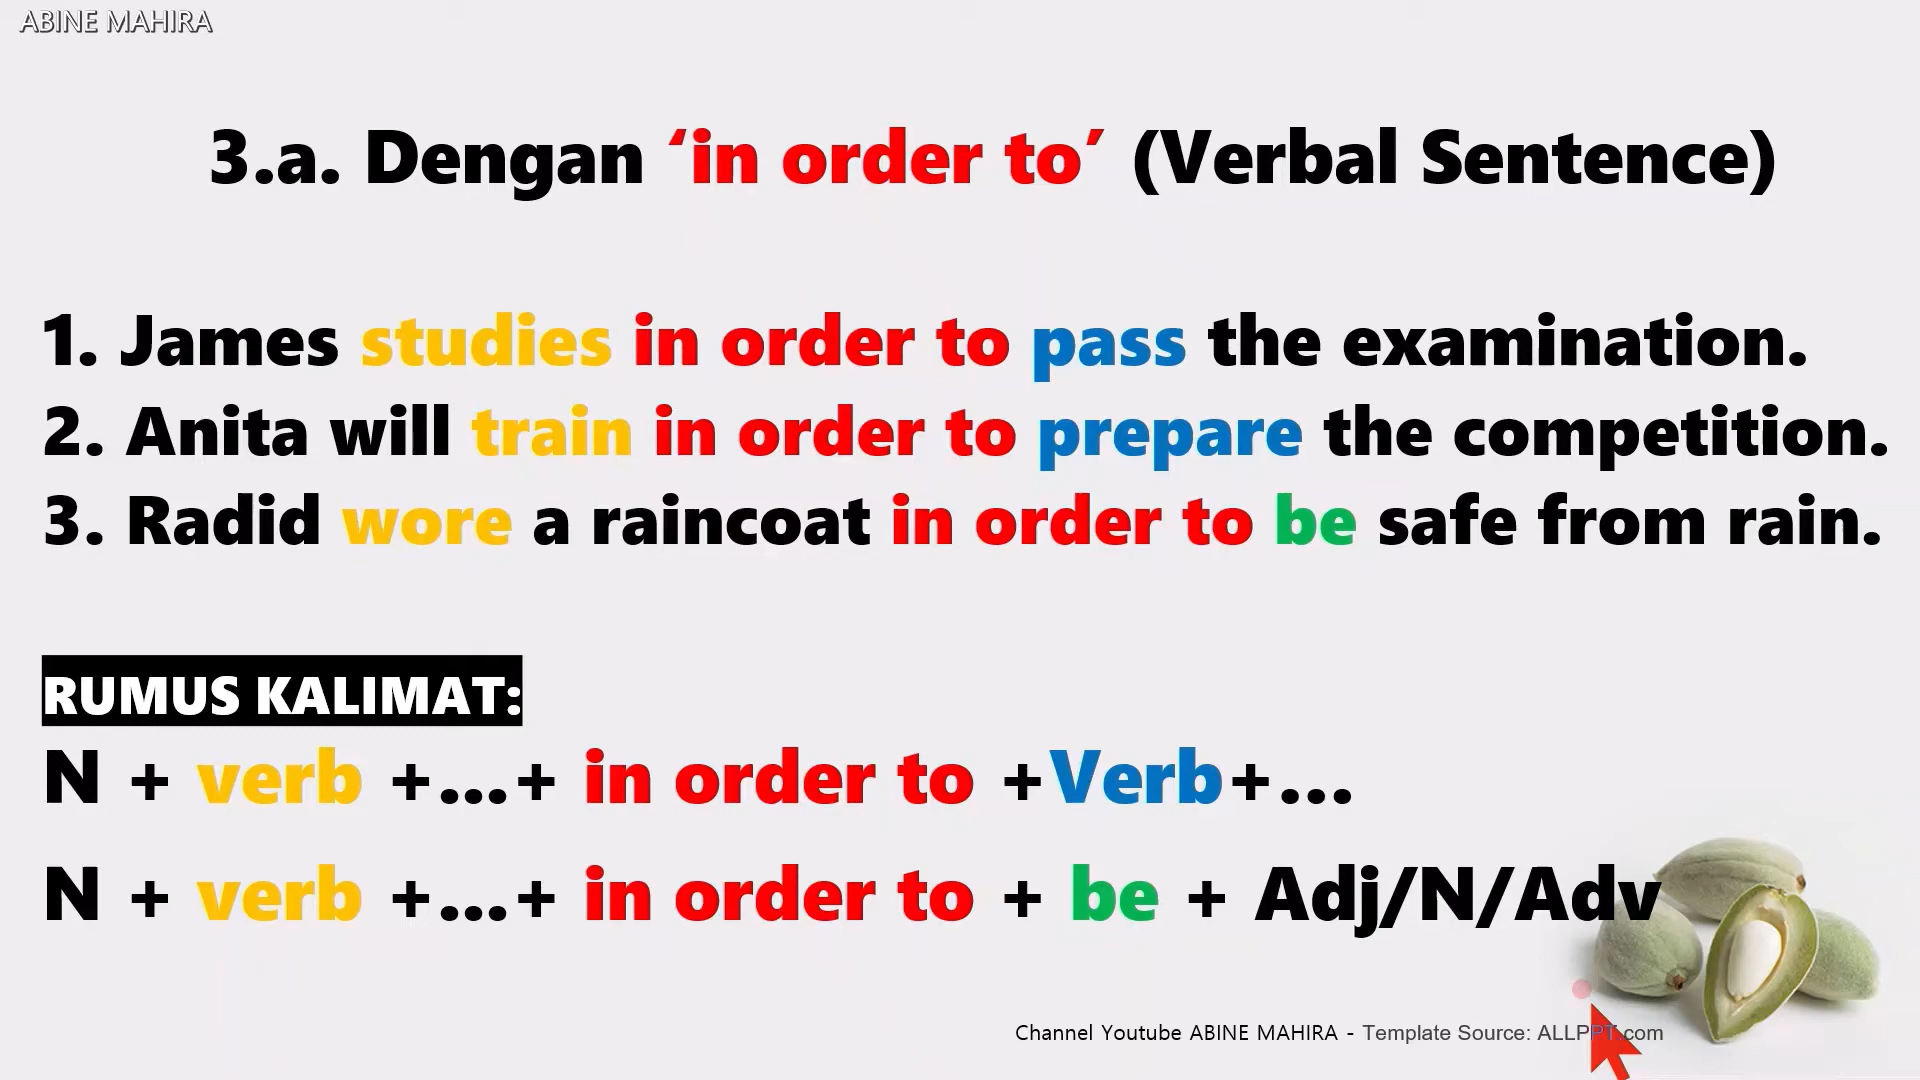 ABINE MAHIRA
3.a. Dengan ‘in order to’ (Verbal Sentence)
1. James studies in order to pass the examination.
2. Anita will train in order to prepare the competition.
3. Radid wore a raincoat in order to be safe from rain.
RUMUS KALIMAT:
N + verb +...+ in order to +Verb+...
N + verb +...+ in order to + be + Adj/N/Adv
Channel Youtube ABINE MAHIRA - Template Source: ALLPPT.com